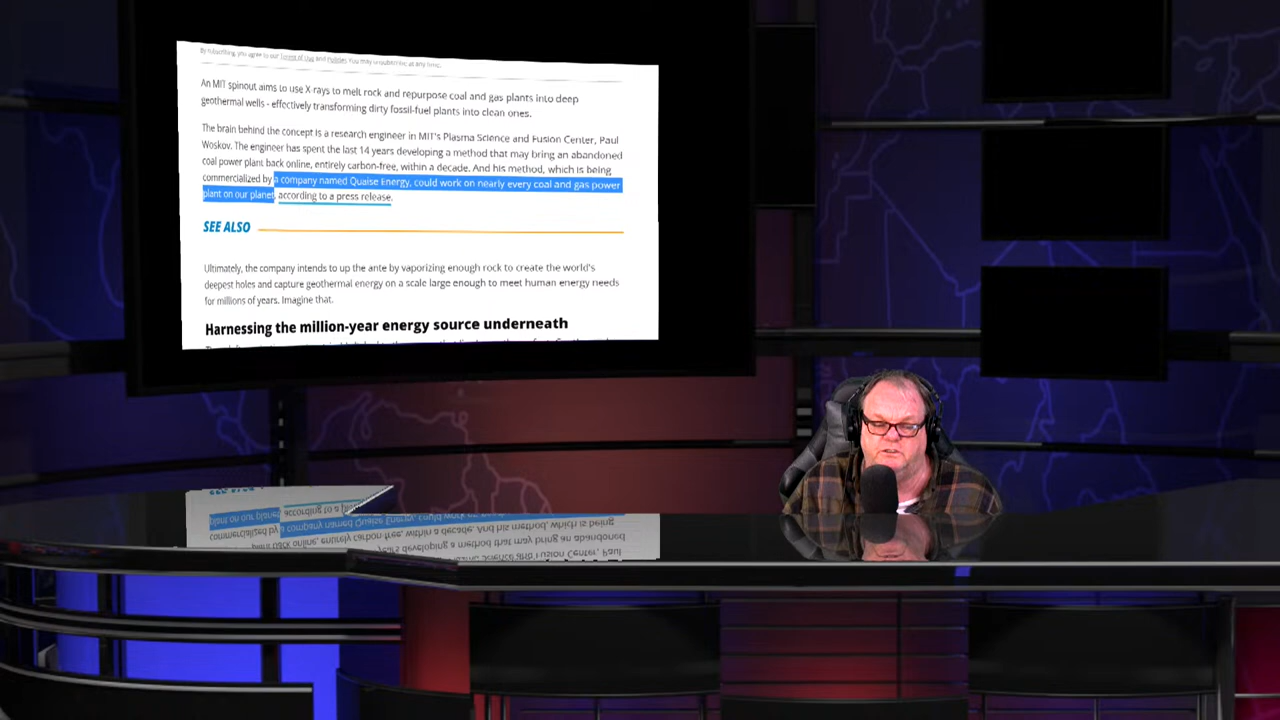 By subscribing, you agree to our Terms of Use and Policies You may unsubscribe at any time.
An MIT spinout aims to use X rays to melt rock and repurpose coal and gas plants into deep
geothermal wells - effectively transforming dirty fossil-fuel plants into clean ones.
The brain behind the concept is a research engineer in MIT's Plasma Science and Fusion Center, Paul
Woskov. The engineer has spent the last 14 years developing a method that may bring an abandoned
coal power plant back online, entirely carbon-free, within a decade. And his method, which is being
commercialized by a company named Quaise Energy, could work on nearly every coal and gas power
plant on our planet, according to a press release.
SEE ALSO
Ultimately, the company intends to up the ante by vaporizing enough rock to create the world's
deepest holes and capture geothermal energy on a scale large enough to meet human energy needs
for millions of years. Imagine that.
Harnessing the million-year energy source underneath